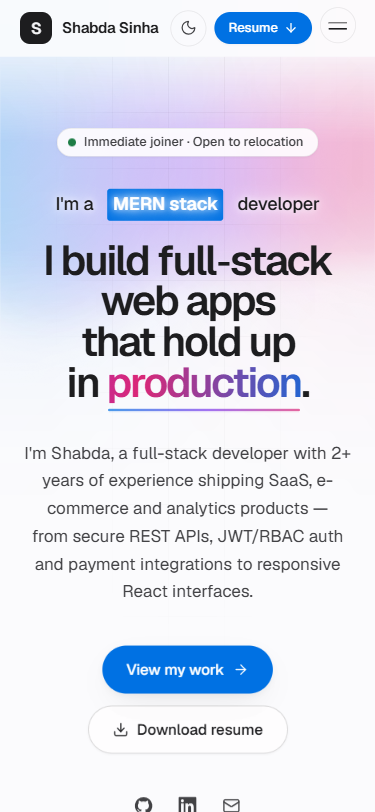 S Shabda Sinha Resume ↓
Immediate joiner · Open to relocation
I'm a MERN stack developer
I build full-stack
web apps
that hold up
in production.
I'm Shabda, a full-stack developer with 2+
years of experience shipping SaaS, e-
commerce and analytics products —
from secure REST APIs, JWT/RBAC auth
and payment integrations to responsive
React interfaces.
View my work →
Download resume
in